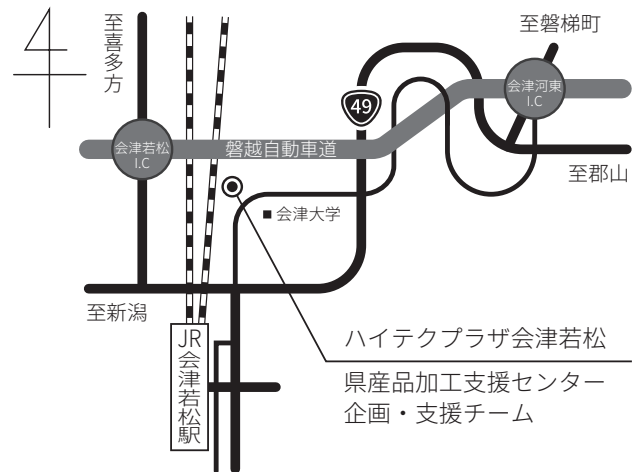 至喜多方
至磐梯町
会津河東
I.C
49
会津若松
I.C
磐越自動車道
至郡山
会津大学
至新潟
JR会津若松駅
ハイテクプラザ会津若松
県産品加工支援センター
企画・支援チーム